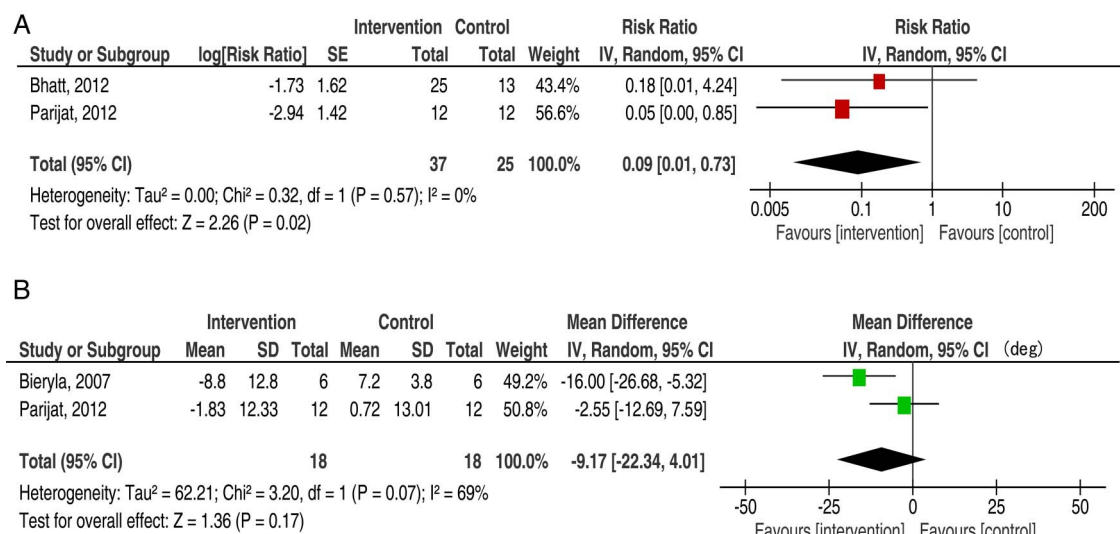 A
Intervention Control Risk Ratio Risk Ratio
Study or Subgroup log[Risk Ratio] SE Total Total Weight IV, Random, 95% CI IV, Random, 95% CI
Bhatt, 2012 -1.73 1.62 25 13 43.4% 0.18 [0.01, 4.24]
Parijat, 2012 -2.94 1.42 12 12 56.6% 0.05 [0.00, 0.85]
Total (95% CI) 37 25 100.0% 0.09 [0.01, 0.73]
Heterogeneity: Tau² = 0.00; Chi² = 0.32, df = 1 (P = 0.57); I² = 0%
Test for overall effect: Z = 2.26 (P = 0.02)
0.005 0.1 1 10 200
Favours [intervention] Favours [control]
B
Intervention Control Mean Difference Mean Difference
Study or Subgroup Mean SD Total Mean SD Total Weight IV, Random, 95% CI IV, Random, 95% CI (deg)
Bieryla, 2007 -8.8 12.8 6 7.2 3.8 6 49.2% -16.00 [-26.68, -5.32]
Parijat, 2012 -1.83 12.33 12 0.72 13.01 12 50.8% -2.55 [-12.69, 7.59]
Total (95% CI) 18 18 100.0% -9.17 [-22.34, 4.01]
Heterogeneity: Tau² = 62.21; Chi² = 3.20, df = 1 (P = 0.07); I² = 69%
Test for overall effect: Z = 1.36 (P = 0.17)
-50 -25 0 25 50
Favours [intervention] Favours [control]